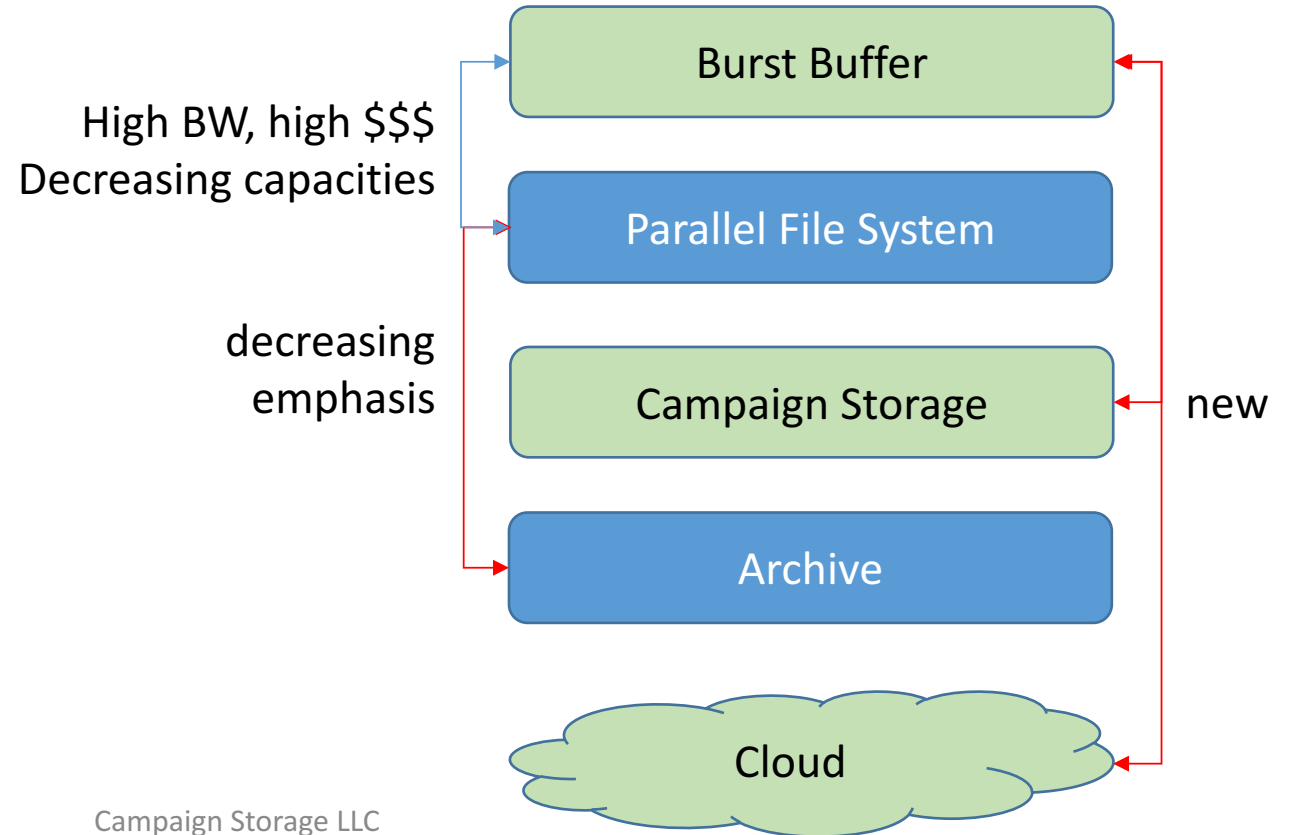 Burst Buffer
High BW, high $$$
Decreasing capacities
Parallel File System
decreasing
emphasis
Campaign Storage
new
Archive
Cloud
Campaign Storage LLC